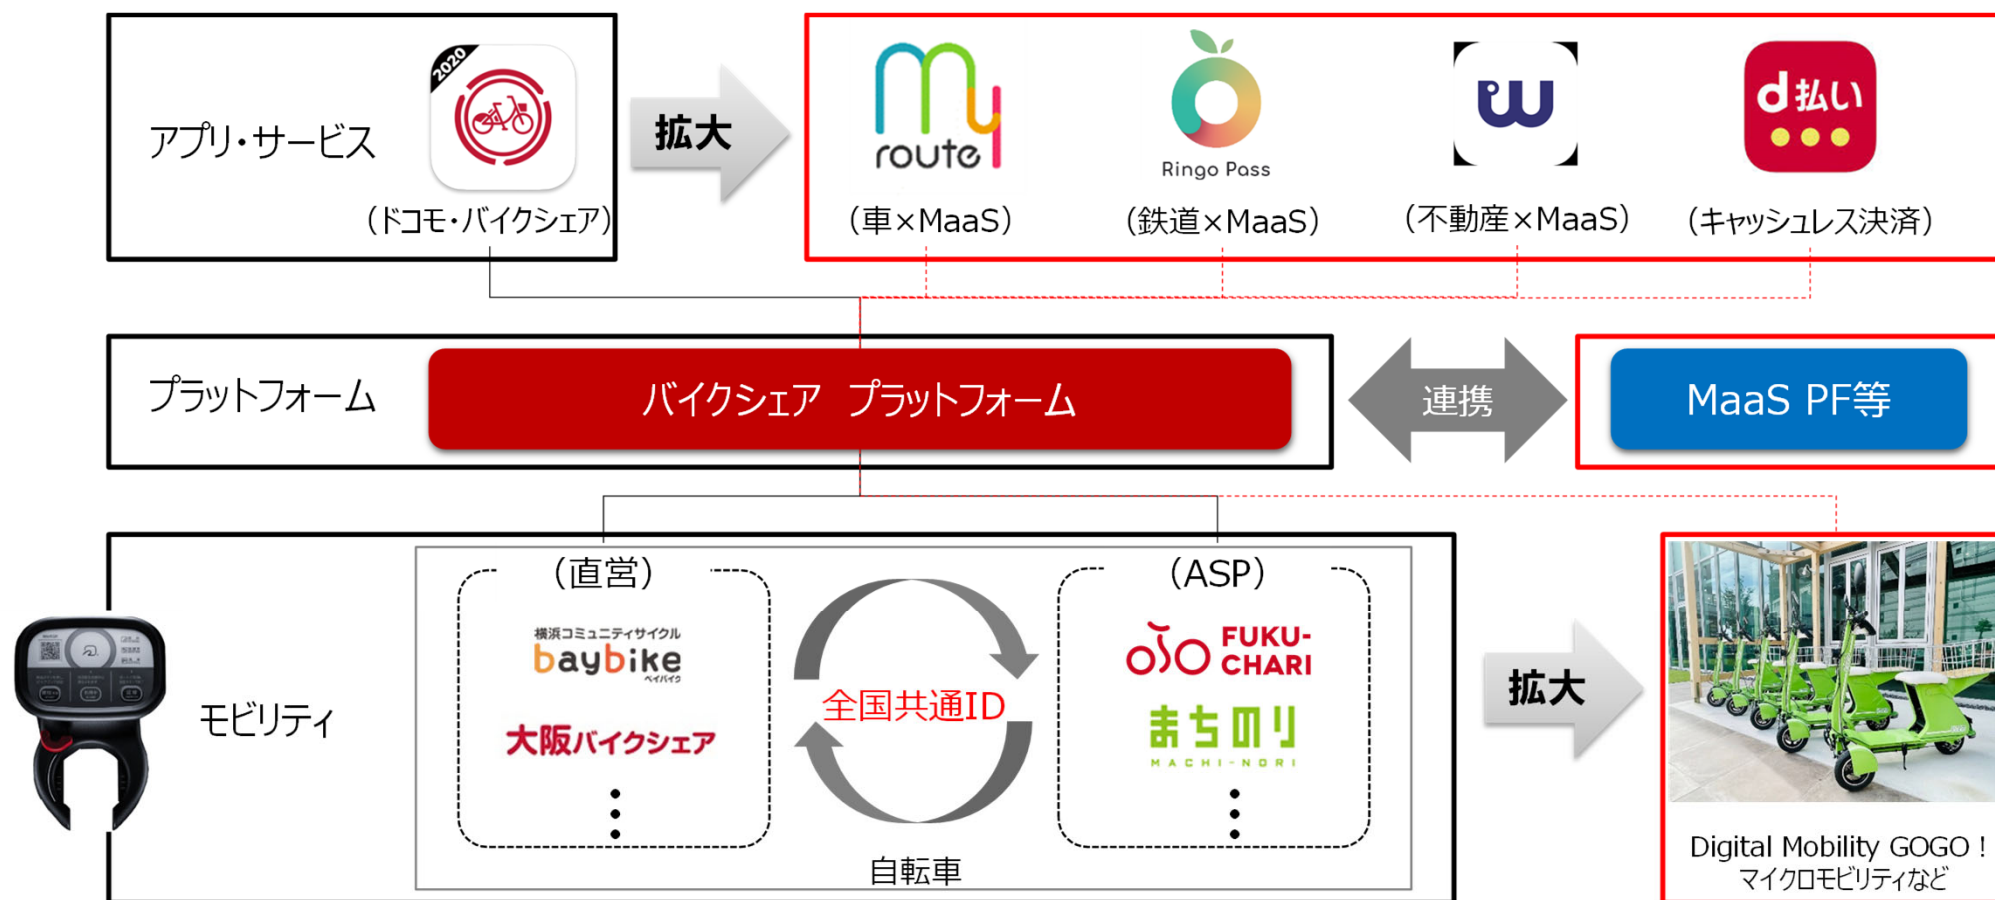 アプリ・サービス
2020
(ドコモ・バイクシェア)
拡大
my
route
(車×MaaS)
Ringo Pass
(鉄道×MaaS)
w
(不動産×MaaS)
d払い
(キャッシュレス決済)
プラットフォーム
バイクシェア プラットフォーム
連携
MaaS PF等
モビリティ
(直営)
横浜コミュニティサイクル
baybike
ベイバイク
大阪バイクシェア
全国共通ID
(ASP)
FUKU-
CHARI
まちのり
MACHI-NORI
自転車
拡大
Digital Mobility GOGO！
マイクロモビリティなど